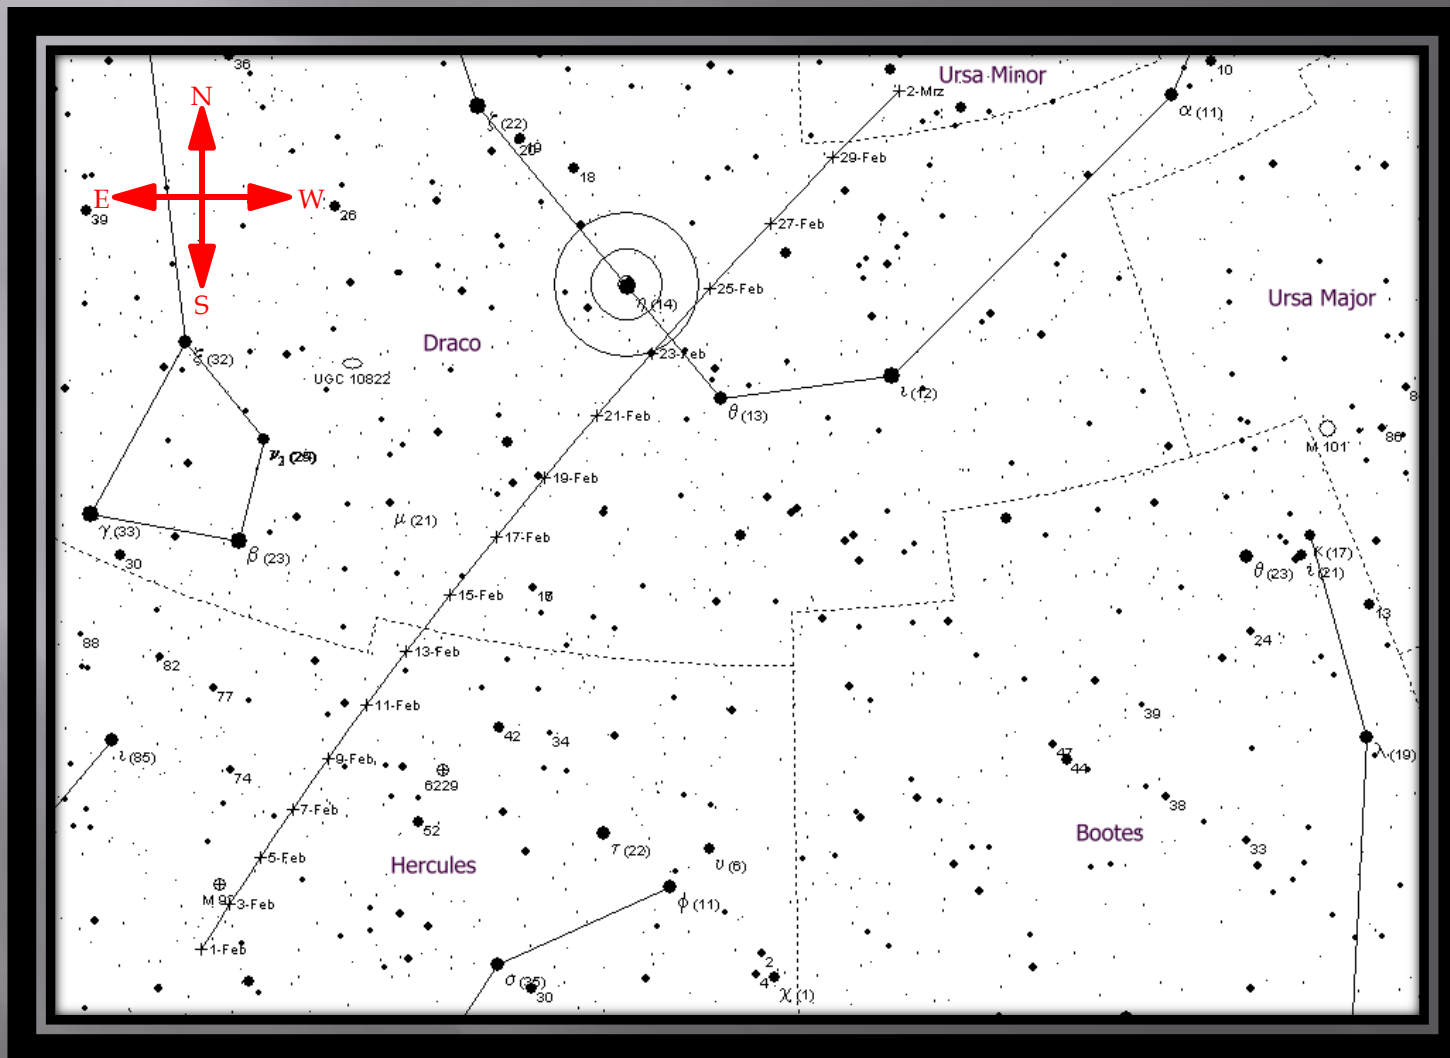 36
10
Ursa Minor
2-Mrz
N
α (11)
ζ (22)
29-Feb
18
E
W
39
26
27-Feb
25-Feb
Ursa Major
S
η (14)
Draco
23-Feb
ξ (32)
UGC 10822
ι (12)
21-Feb
θ (13)
86
M 101
19-Feb
μ (21)
γ (33)
17-Feb
β (23)
30
κ (17)
θ (23)
ι (21)
15-Feb
13
88
24
82
13-Feb
77
11-Feb
39
42
34
47
44
ι (85)
9-Feb
λ (19)
74
6229
38
7-Feb
52
Bootes
τ (22)
33
5-Feb
Hercules
υ (6)
M 92
3-Feb
φ (11)
1-Feb
2
σ (35)
4
χ (1)
30